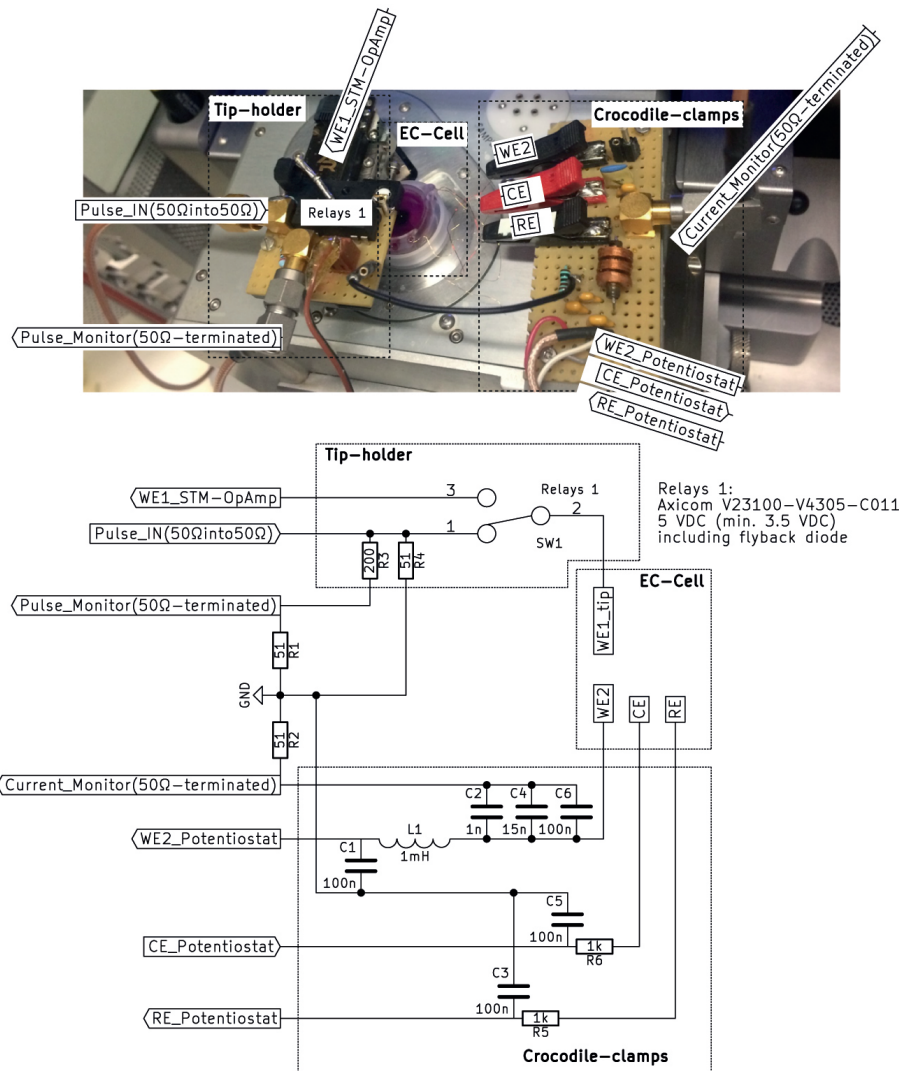 WE1_STM-OpAmp
Tip-holder
EC-Cell
Crocodile-clamps
Current_Monitor(50Ω-terminated)
WE2
CE
RE
Pulse_IN(50Ωinto50Ω)
Relays 1
Pulse_Monitor(50Ω-terminated)
WE2_Potentiostat
CE_Potentiostat
RE_Potentiostat
Tip-holder
WE1_STM-OpAmp
3
Relays 1
2
Pulse_IN(50Ωinto50Ω)
1
SW1
Relays 1:
Axicom V23100-V4305-C011
5 VDC (min. 3.5 VDC)
including flyback diode
200
R3
51
R4
EC-Cell
Pulse_Monitor(50Ω-terminated)
WE1_tip
51
R1
GND
WE2
CE
RE
51
R2
Current_Monitor(50Ω-terminated)
C2
C4
C6
1n
15n
100n
WE2_Potentiostat
L1
1mH
C1
100n
C5
100n
CE_Potentiostat
1k
R6
C3
100n
RE_Potentiostat
1k
R5
Crocodile-clamps